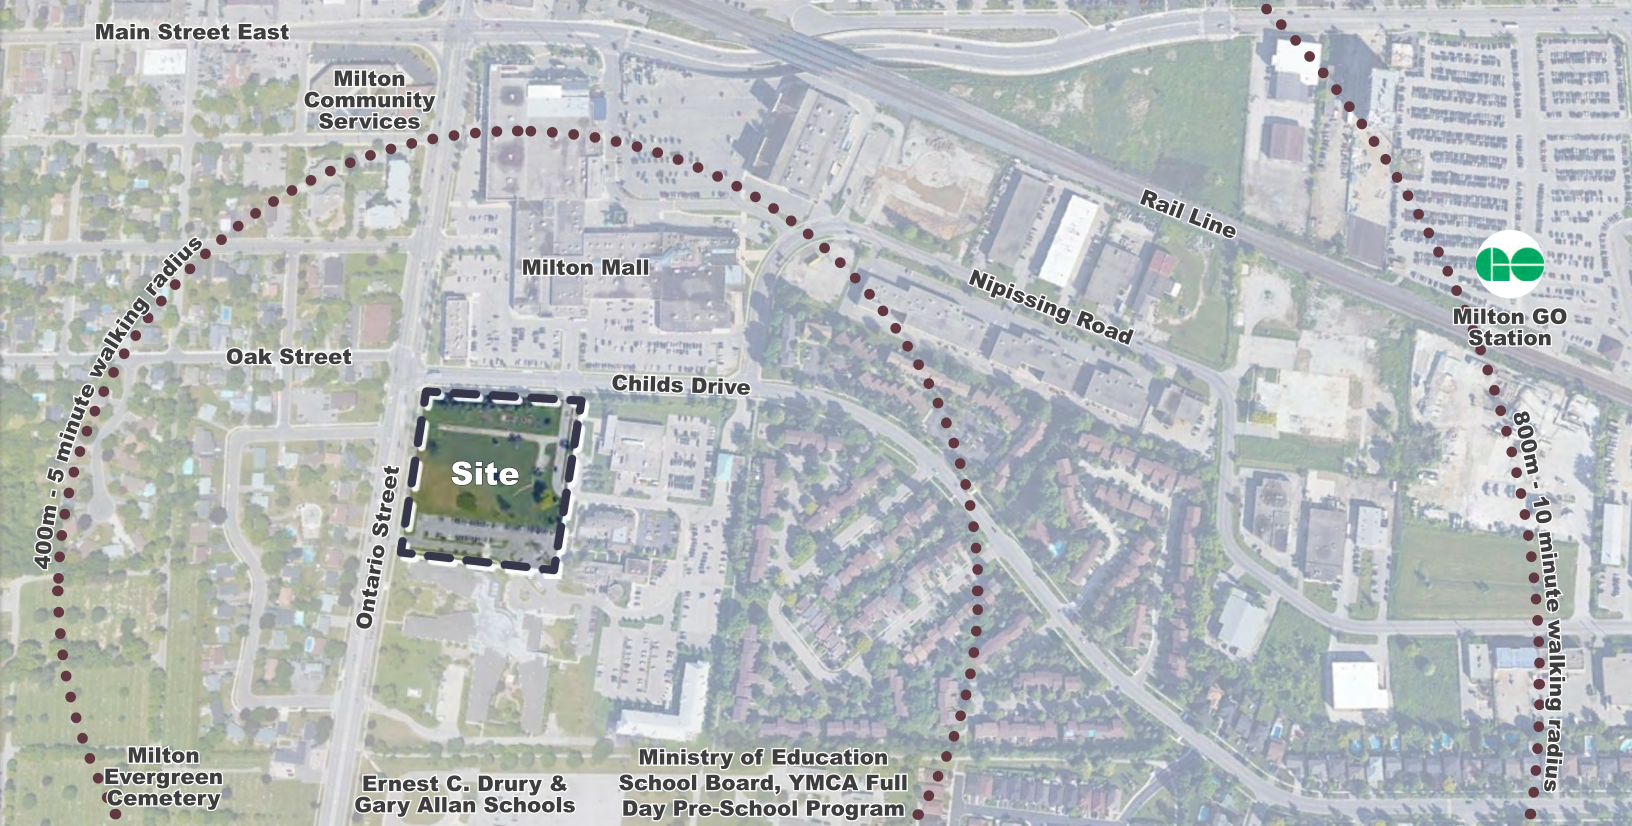 Main Street East
Milton
Community
Services
Rail Line
400m - 5 minute walking radius
Milton Mall
GO
Nipissing Road
Milton GO
Station
Oak Street
Childs Drive
800m - 10 minute walking radius
Site
Ontario Street
Milton
Evergreen
Cemetery
Ernest C. Drury &
Gary Allan Schools
Ministry of Education
School Board, YMCA Full
Day Pre-School Program